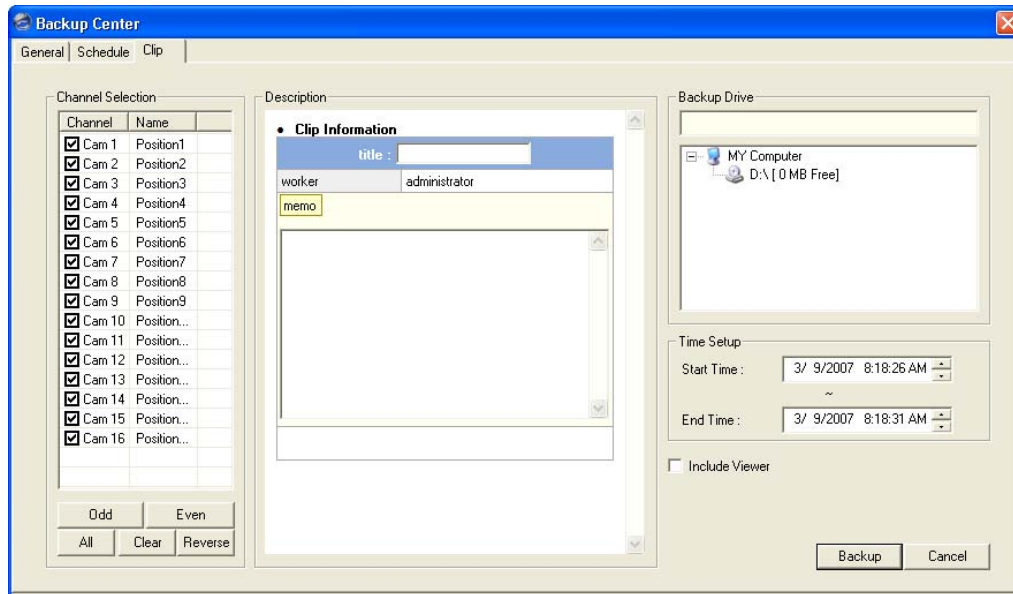 Backup Center
General Schedule Clip
Channel Selection
Channel Name
Cam 1 Position1
Cam 2 Position2
Cam 3 Position3
Cam 4 Position4
Cam 5 Position5
Cam 6 Position6
Cam 7 Position7
Cam 8 Position8
Cam 9 Position9
Cam 10 Position...
Cam 11 Position...
Cam 12 Position...
Cam 13 Position...
Cam 14 Position...
Cam 15 Position...
Cam 16 Position...
Odd Even
All Clear Reverse
Description
• Clip Information
title :
worker administrator
memo
Backup Drive
MY Computer
D:\ [ 0 MB Free]
Time Setup
Start Time : 3/ 9/2007 8:18:26 AM
~
End Time : 3/ 9/2007 8:18:31 AM
Include Viewer
Backup Cancel